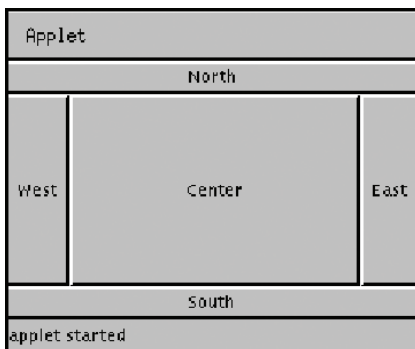 Applet
North
West Center East
South
applet started